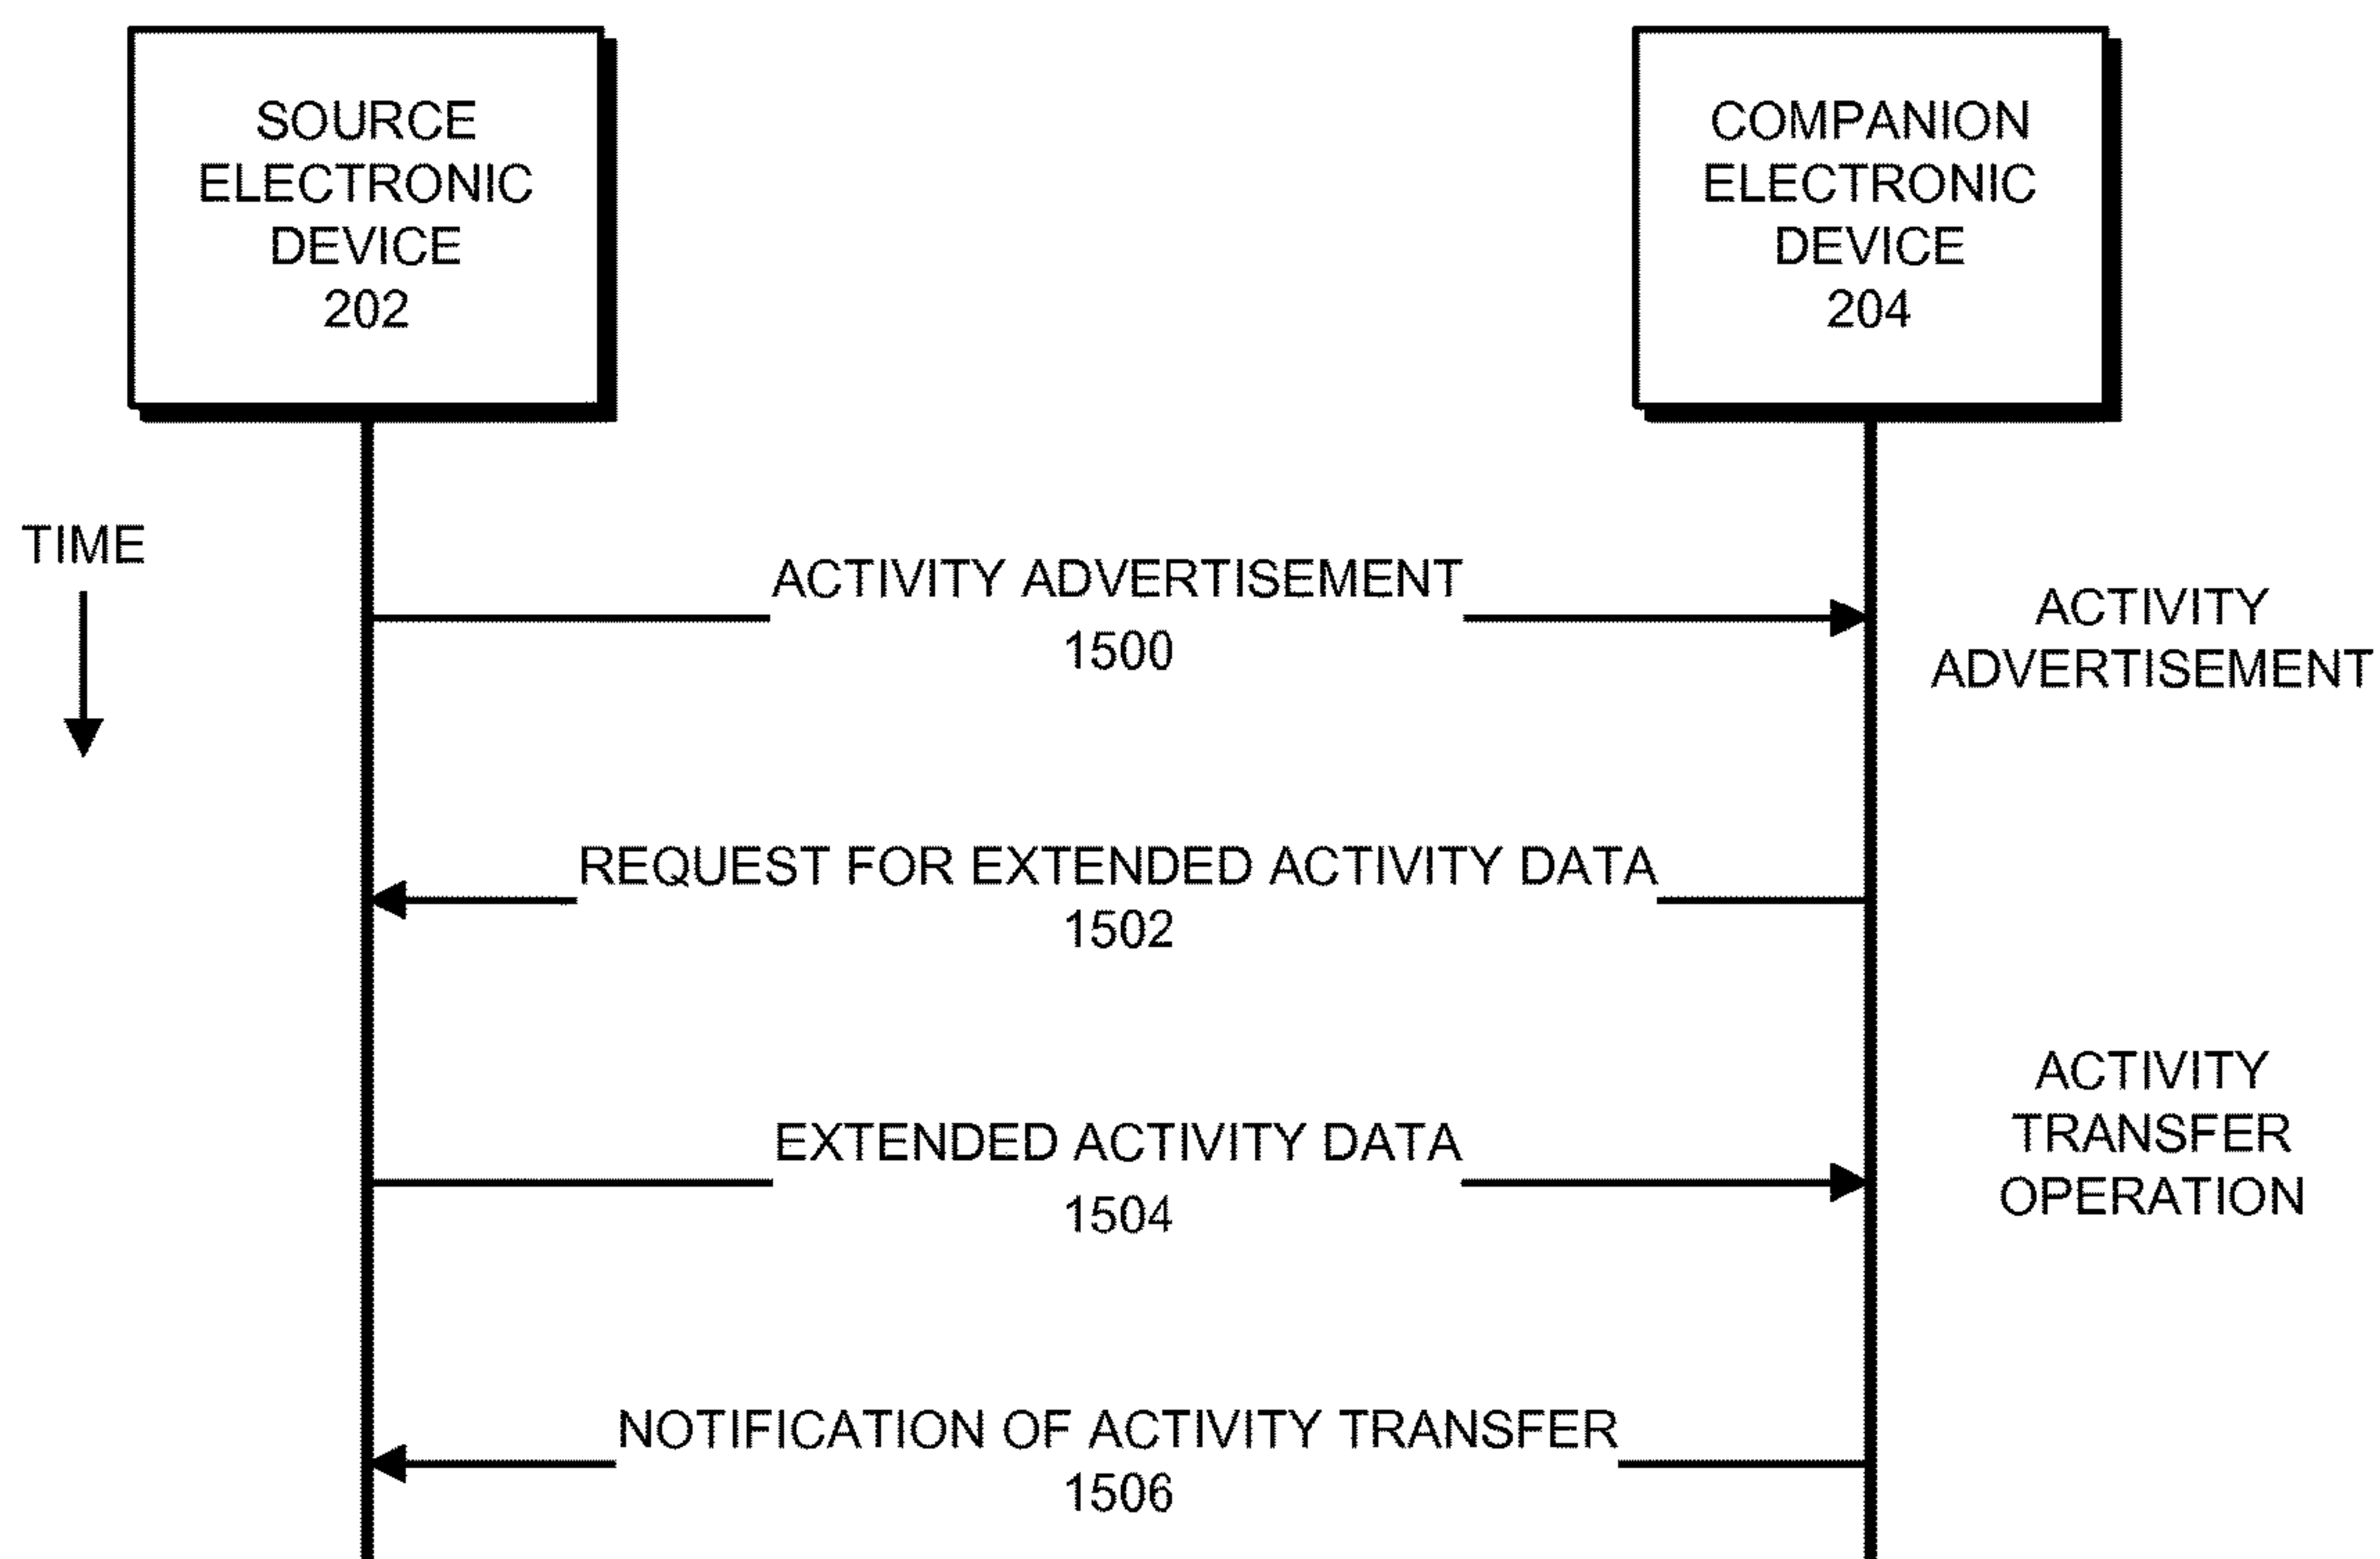 SOURCE
ELECTRONIC
DEVICE
202
COMPANION
ELECTRONIC
DEVICE
204
TIME
ACTIVITY ADVERTISEMENT
1500
ACTIVITY
ADVERTISEMENT
REQUEST FOR EXTENDED ACTIVITY DATA
1502
EXTENDED ACTIVITY DATA
1504
ACTIVITY
TRANSFER
OPERATION
NOTIFICATION OF ACTIVITY TRANSFER
1506